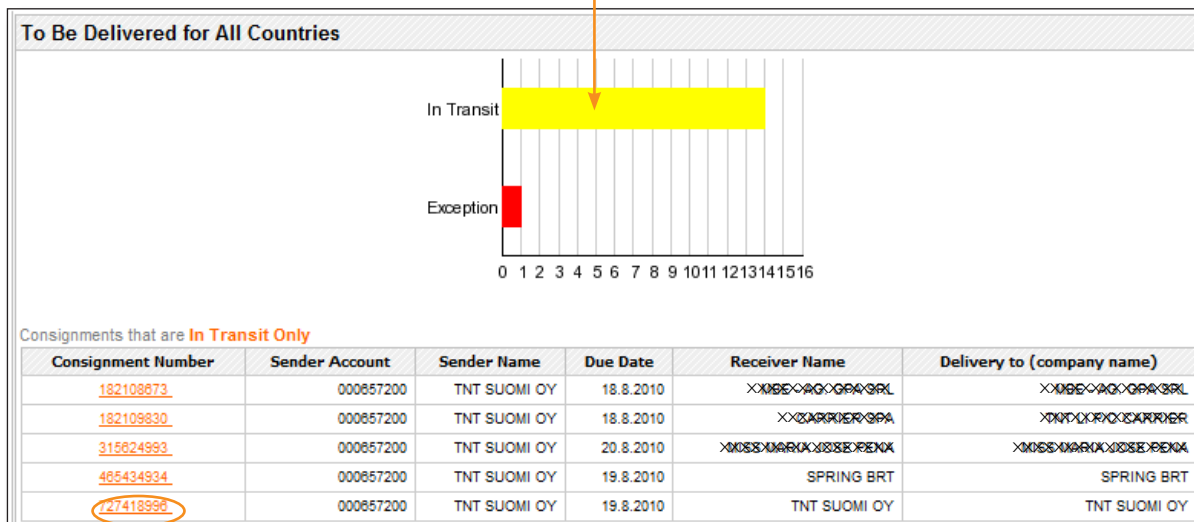 To Be Delivered for All Countries
In Transit
Exception
0 1 2 3 4 5 6 7 8 9 10 11 12 13 14 15 16
Consignments that are In Transit Only
Consignment Number Sender Account Sender Name Due Date Receiver Name Delivery to (company name)
182108673 000657200 TNT SUOMI OY 18.8.2010
182109830 000657200 TNT SUOMI OY 18.8.2010
315624993 000657200 TNT SUOMI OY 20.8.2010
465434934 000657200 TNT SUOMI OY 19.8.2010 SPRING BRT SPRING BRT
727418996 000657200 TNT SUOMI OY 19.8.2010 TNT SUOMI OY TNT SUOMI OY